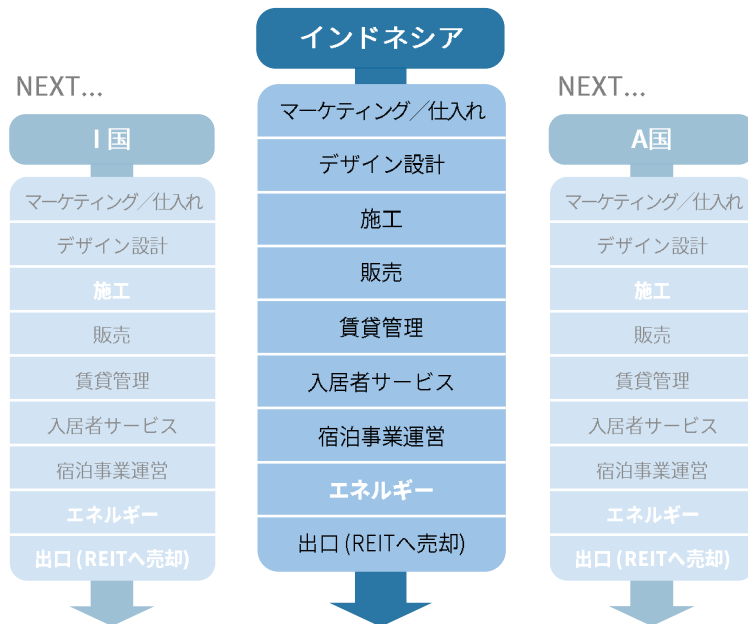 インドネシア
マーケティング／仕入れ
デザイン設計
施工
販売
賃貸管理
入居者サービス
宿泊事業運営
エネルギー
出口 (REITへ売却)
NEXT...
I 国
マーケティング／仕入れ
デザイン設計
施工
販売
賃貸管理
入居者サービス
宿泊事業運営
エネルギー
出口 (REITへ売却)
NEXT...
A国
マーケティング／仕入れ
デザイン設計
施工
販売
賃貸管理
入居者サービス
宿泊事業運営
エネルギー
出口 (REITへ売却)